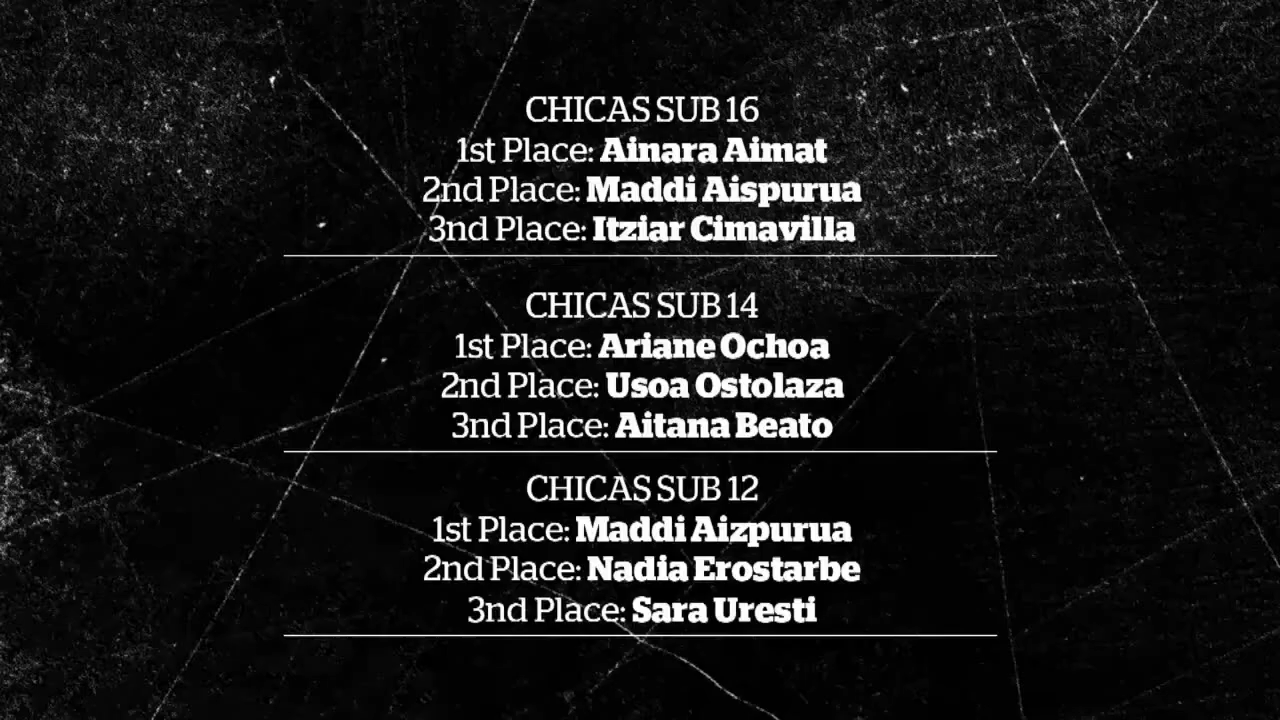 CHICAS SUB 16
1st Place: Ainara Aimat
2nd Place: Maddi Aispurua
3nd Place: Itziar Cimavilla
CHICAS SUB 14
1st Place: Ariane Ochoa
2nd Place: Usoa Ostolaza
3nd Place: Aitana Beato
CHICAS SUB 12
1st Place: Maddi Aizpurua
2nd Place: Nadia Erostarbe
3nd Place: Sara Uresti